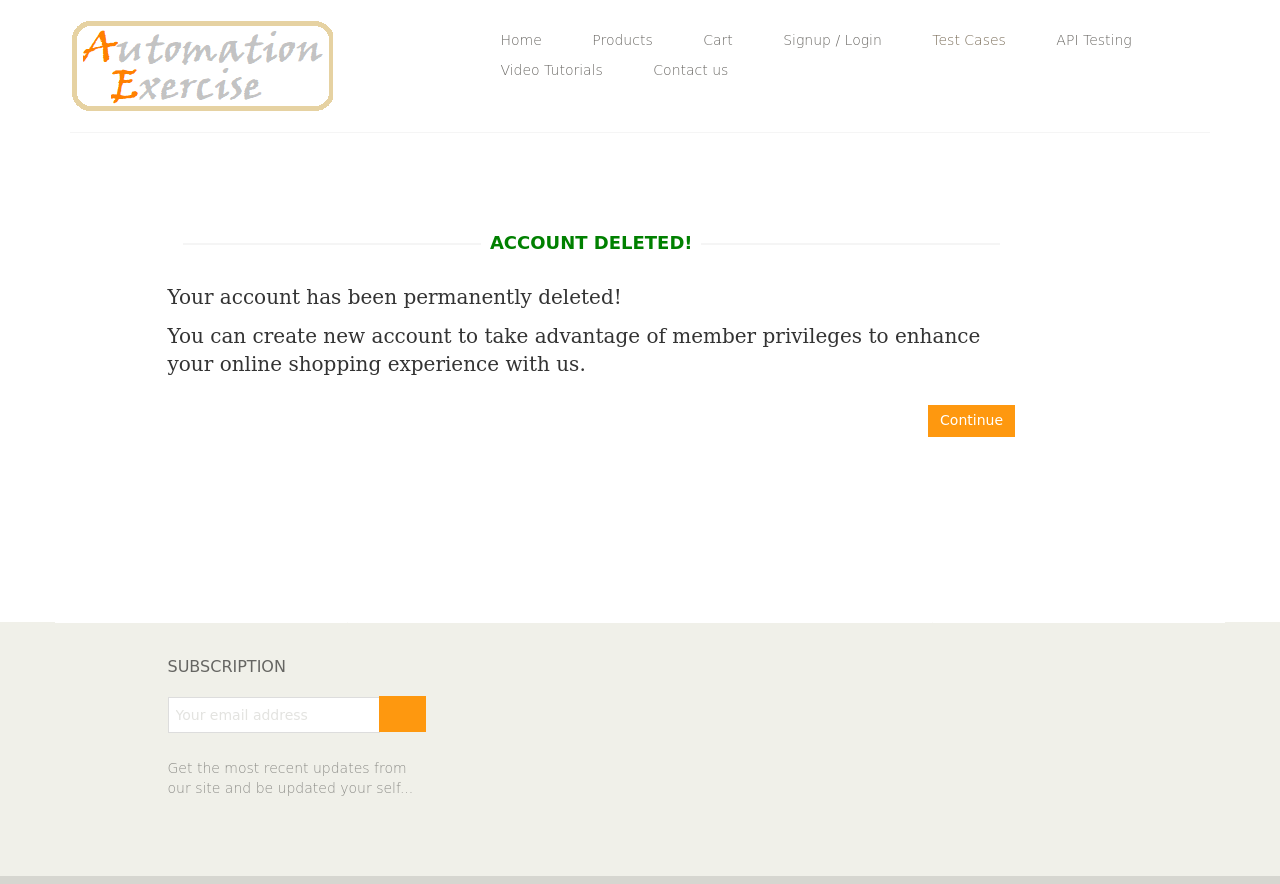 Automation
Exercise
Home Products Cart Signup / Login Test Cases API Testing
Video Tutorials Contact us
ACCOUNT DELETED!
Your account has been permanently deleted!
You can create new account to take advantage of member privileges to enhance
your online shopping experience with us.
Continue
SUBSCRIPTION
Your email address
Get the most recent updates from
our site and be updated your self...